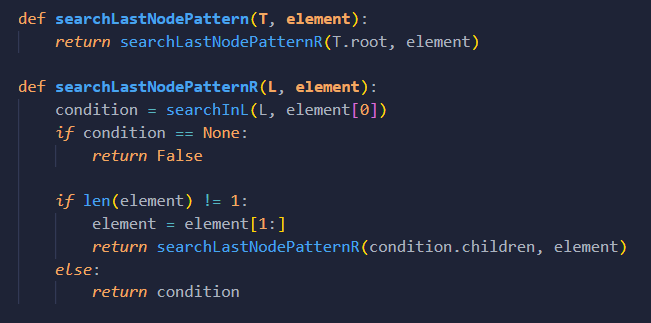 def searchLastNodePattern(T, element):
    return searchLastNodePatternR(T.root, element)
def searchLastNodePatternR(L, element):
    condition = searchInL(L, element[0])
    if condition == None:
        return False
    if len(element) != 1:
        element = element[1:]
        return searchLastNodePatternR(condition.children, element)
    else:
        return condition